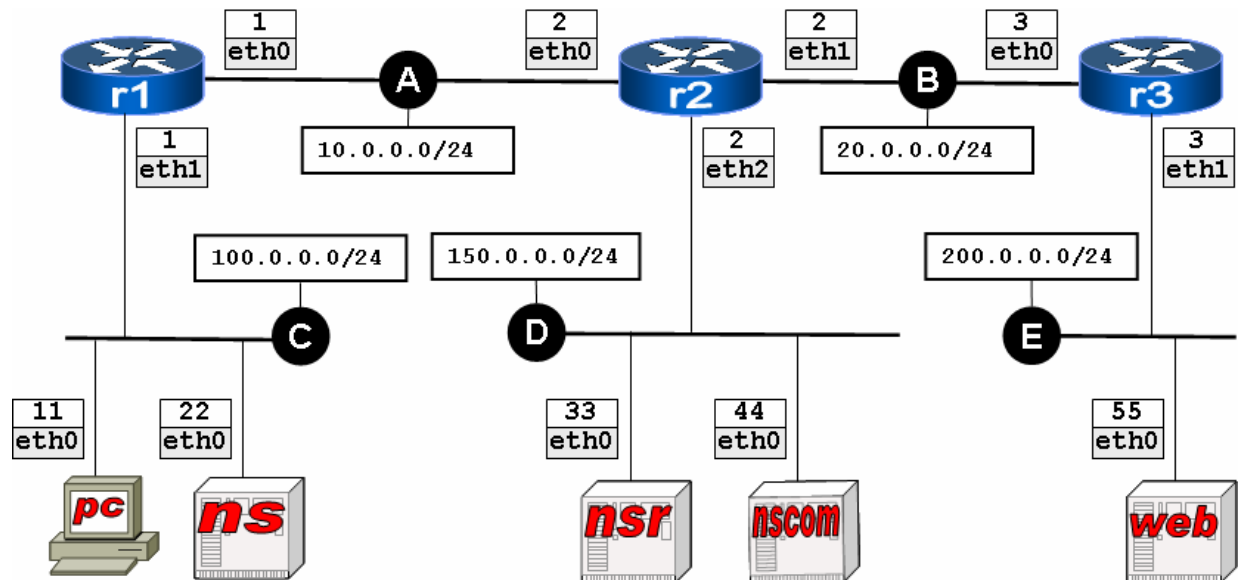 1
eth0
2
eth0
2
eth1
3
eth0
r1
A
r2
B
r3
10.0.0.0/24
20.0.0.0/24
1
eth1
2
eth2
3
eth1
100.0.0.0/24
150.0.0.0/24
200.0.0.0/24
C
D
E
11
eth0
22
eth0
33
eth0
44
eth0
55
eth0
pc
ns
nsr
nscom
web